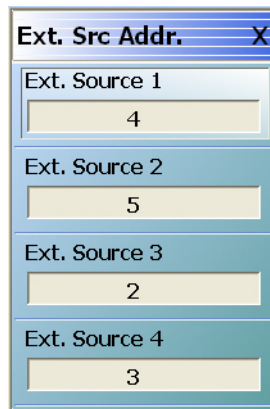 Ext. Src Addr. X
Ext. Source 1
4
Ext. Source 2
5
Ext. Source 3
2
Ext. Source 4
3